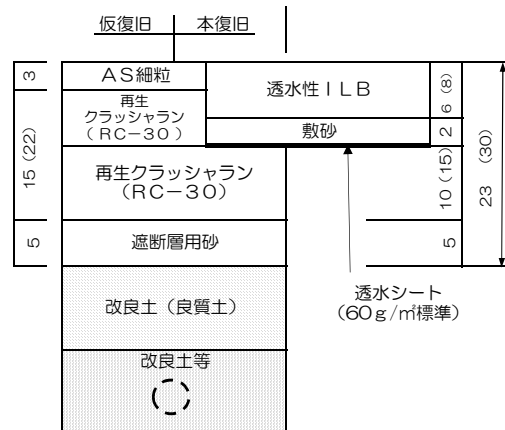 仮復旧 本復旧
3
AS細粒
透水性ILB
6 (8)
再生
クラッシャラン
(RC-30)
敷砂
2
15 (22)
再生クラッシャラン
(RC-30)
10 (15)
23 (30)
5
遮断層用砂
5
改良土(良質土)
透水シート
(60g/㎡標準)
改良土等